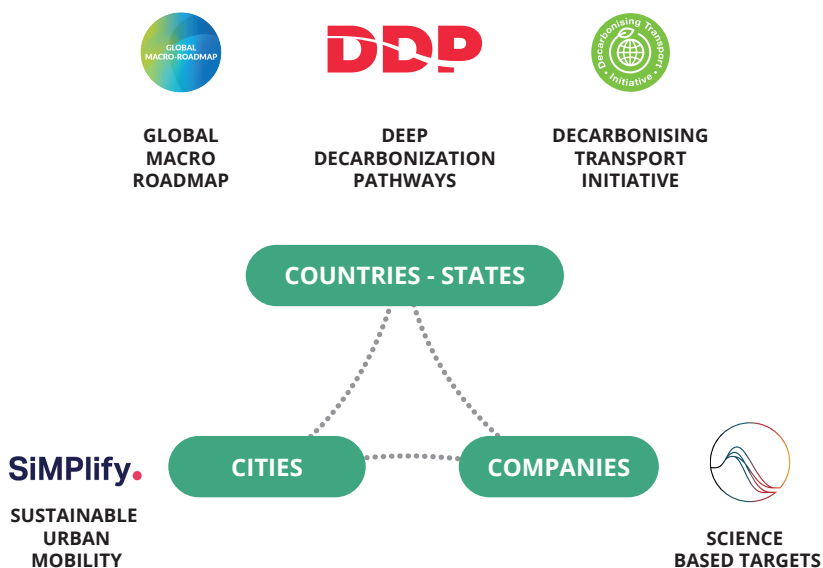 GLOBAL
MACRO-ROADMAP
DDP
Decarbonising Transport
• Initiative •
GLOBAL
MACRO
ROADMAP
DEEP
DECARBONIZATION
PATHWAYS
DECARBONISING
TRANSPORT
INITIATIVE
COUNTRIES - STATES
SiMPlify.
CITIES
COMPANIES
SUSTAINABLE
URBAN
MOBILITY
SCIENCE
BASED TARGETS